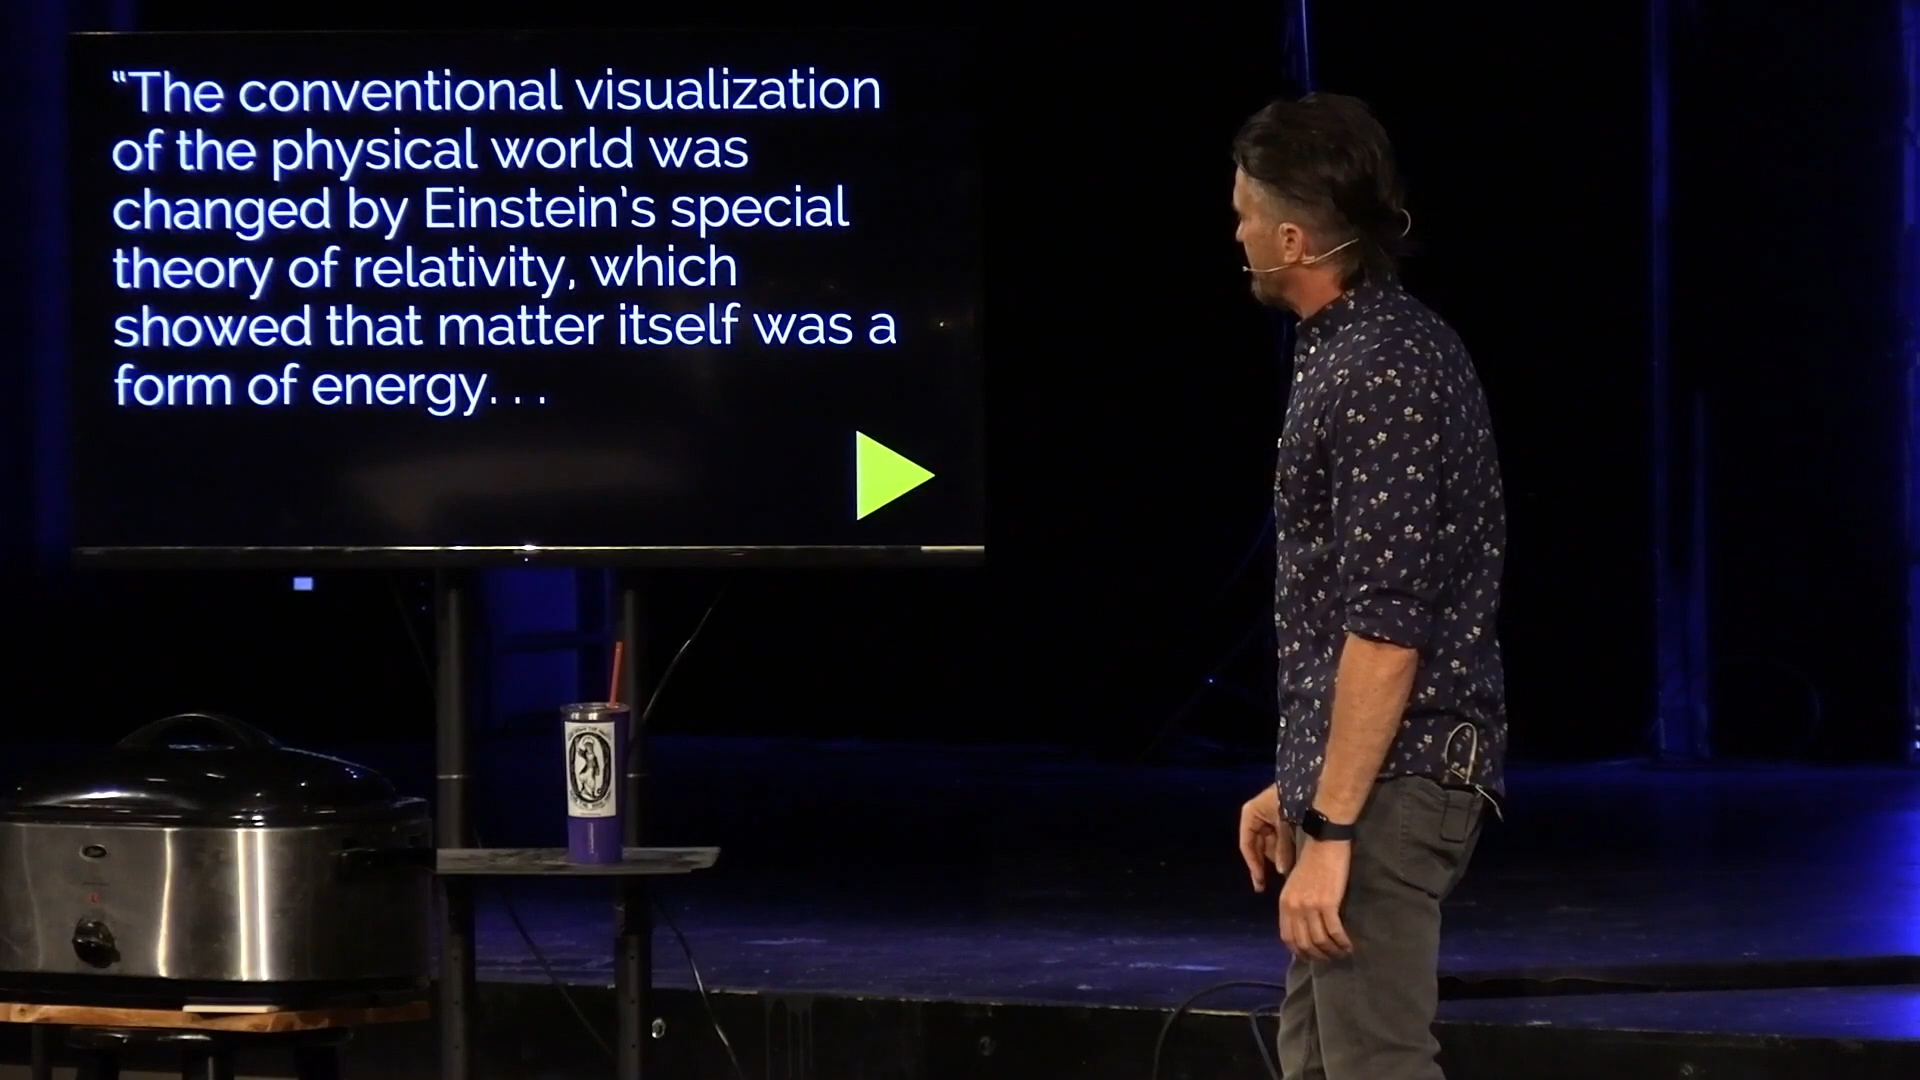 “The conventional visualization
of the physical world was
changed by Einstein’s special
theory of relativity, which
showed that matter itself was a
form of energy. . .